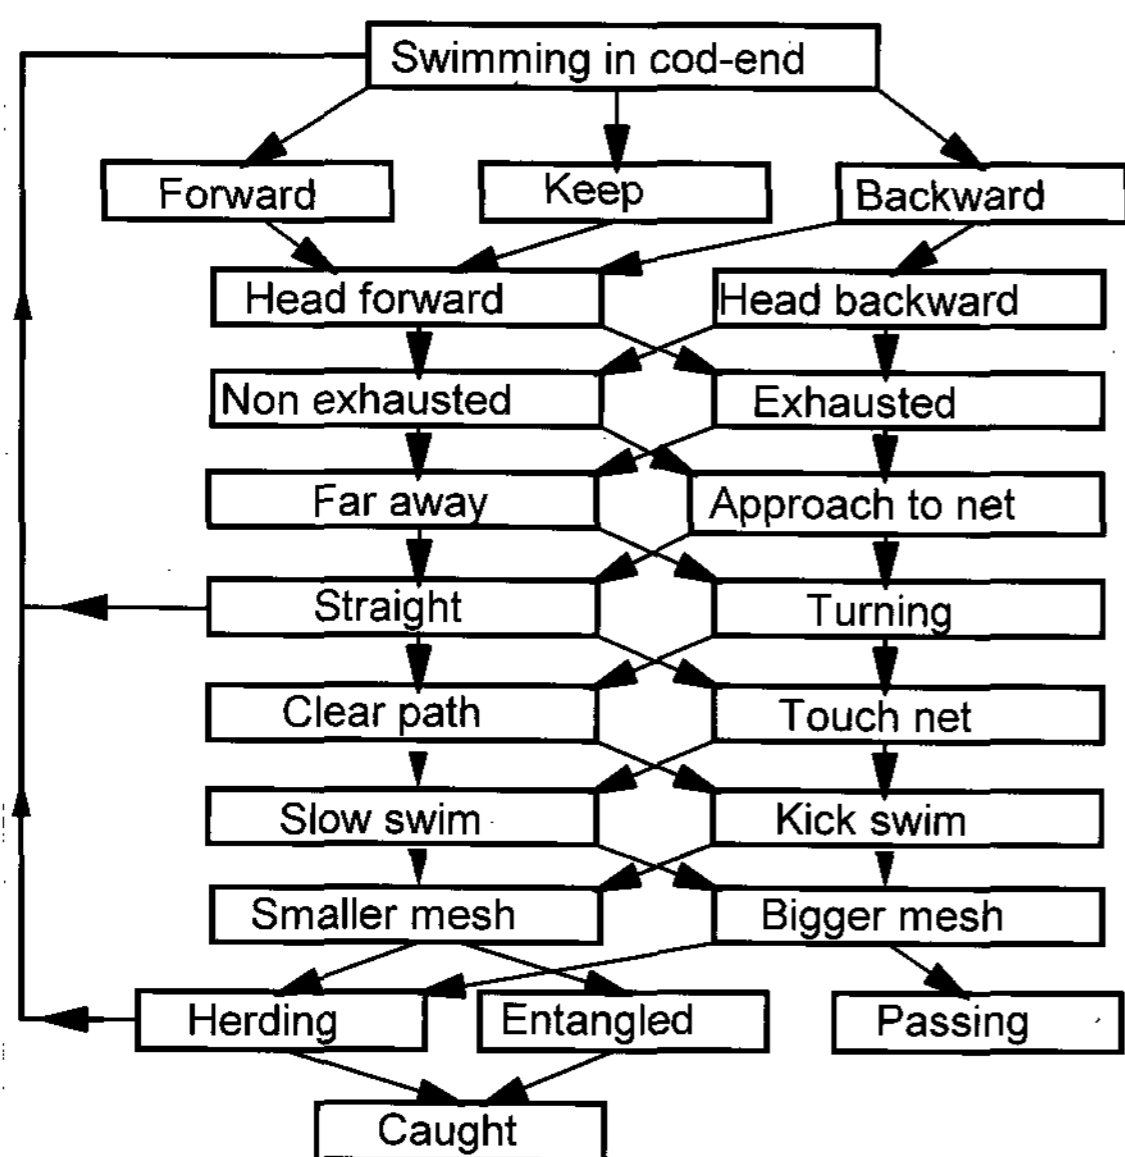 Swimming in cod-end
Forward
Keep
Backward
Head forward
Head backward
Non exhausted
Exhausted
Far away
Approach to net
Straight
Turning
Clear path
Touch net
Slow swim
Kick swim
Smaller mesh
Bigger mesh
Herding
Entangled
Passing
Caught